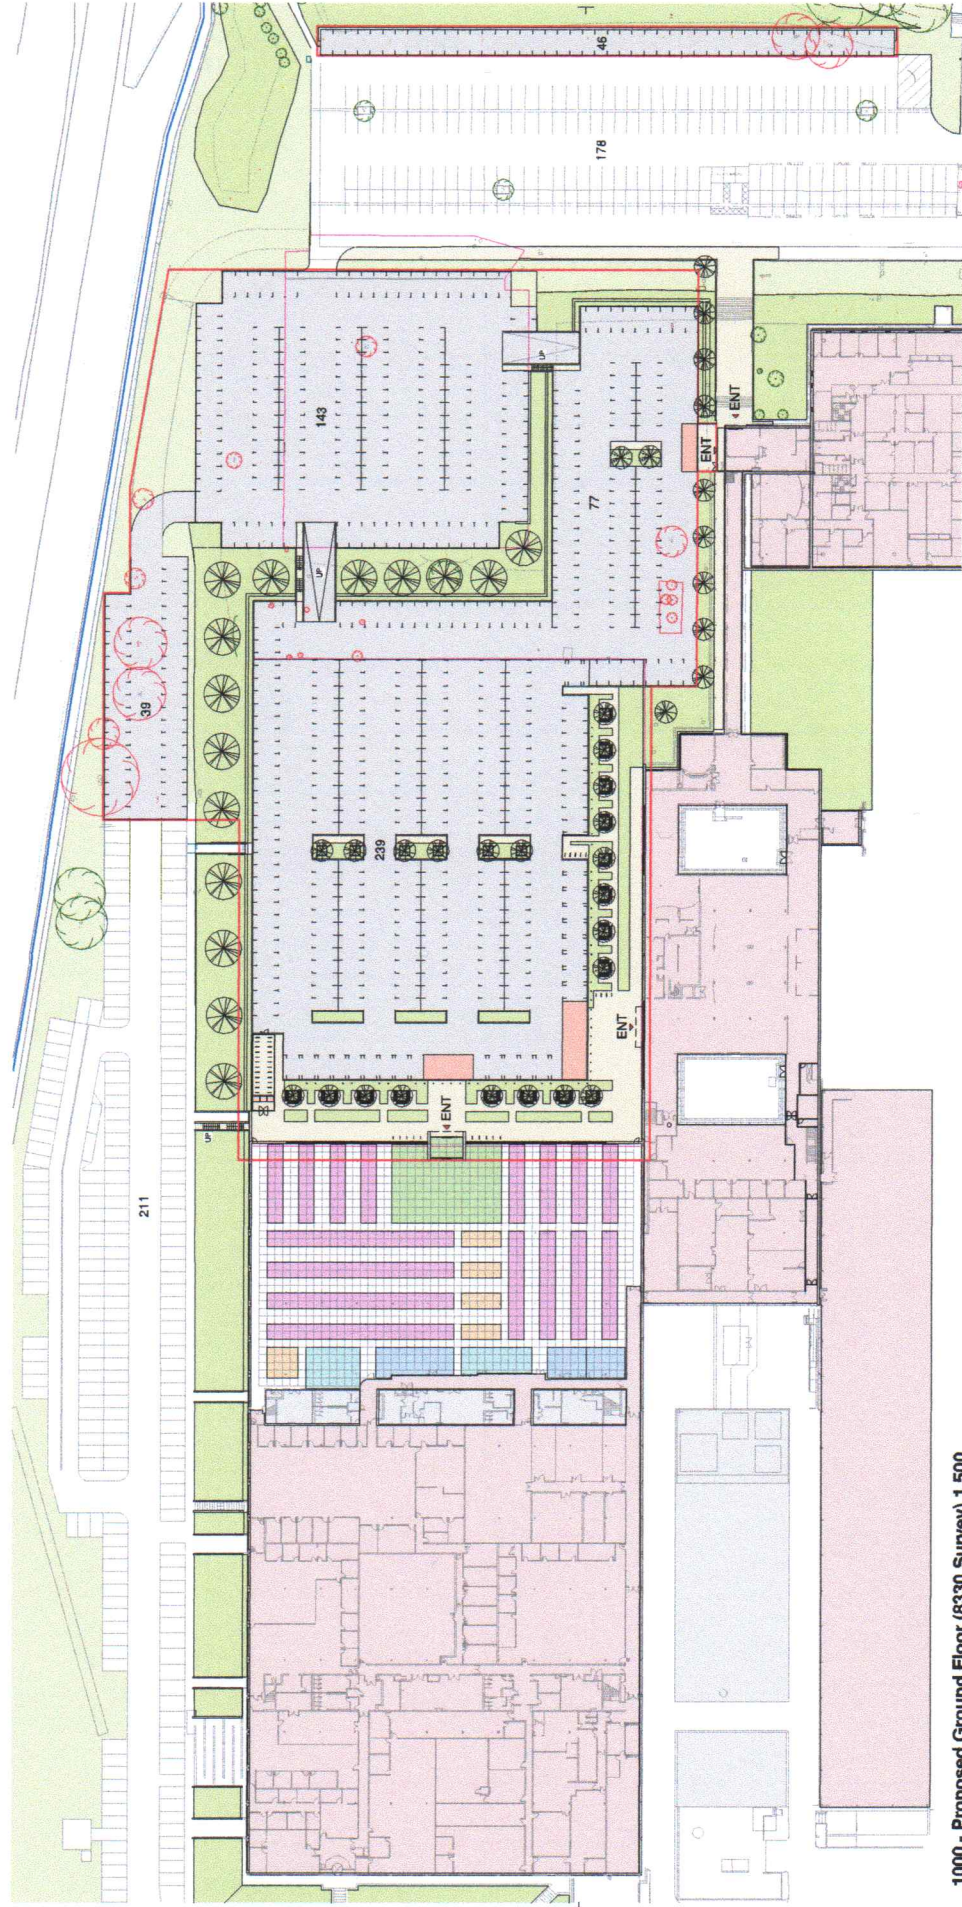 46
178
143
UP
ENT
ENT
77
UP
39
239
ENT
ENT
UP
211
1000 - Proposed Ground Floor (8330 Survey) 1.500